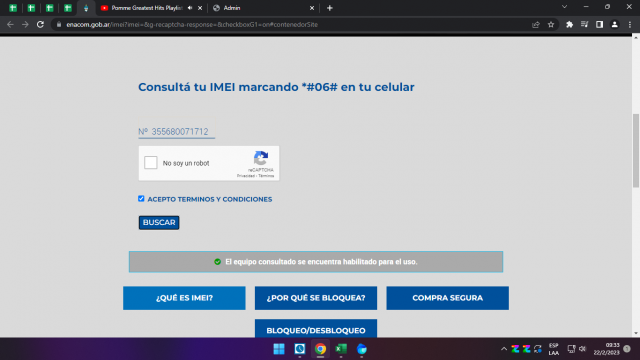 Pomme Greatest Hits Playlist
Admin
enacom.gob.ar/imei?imei=&g-recaptcha-response=&checkboxG1=on#contenedorSite
Consultá tu IMEI marcando *#06# en tu celular
Nº 355680071712
No soy un robot
reCAPTCHA
Privacidad - Términos
ACEPTO TERMINOS Y CONDICIONES
BUSCAR
El equipo consultado se encuentra habilitado para el uso.
¿QUÉ ES IMEI?
¿POR QUÉ SE BLOQUEA?
COMPRA SEGURA
BLOQUEO/DESBLOQUEO
ESP
LAA
09:33
22/2/2023